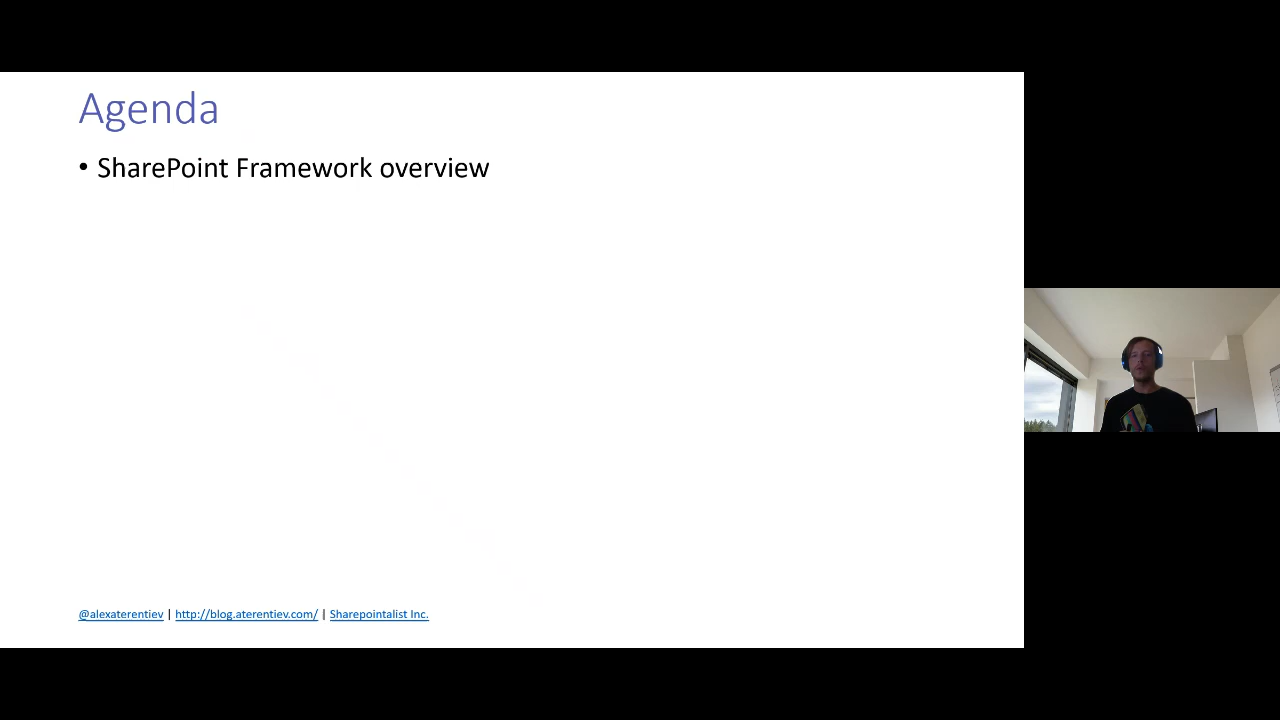 Agenda
• SharePoint Framework overview
@alexaterentiev | http://blog.aterentiev.com/ | Sharepointalist Inc.